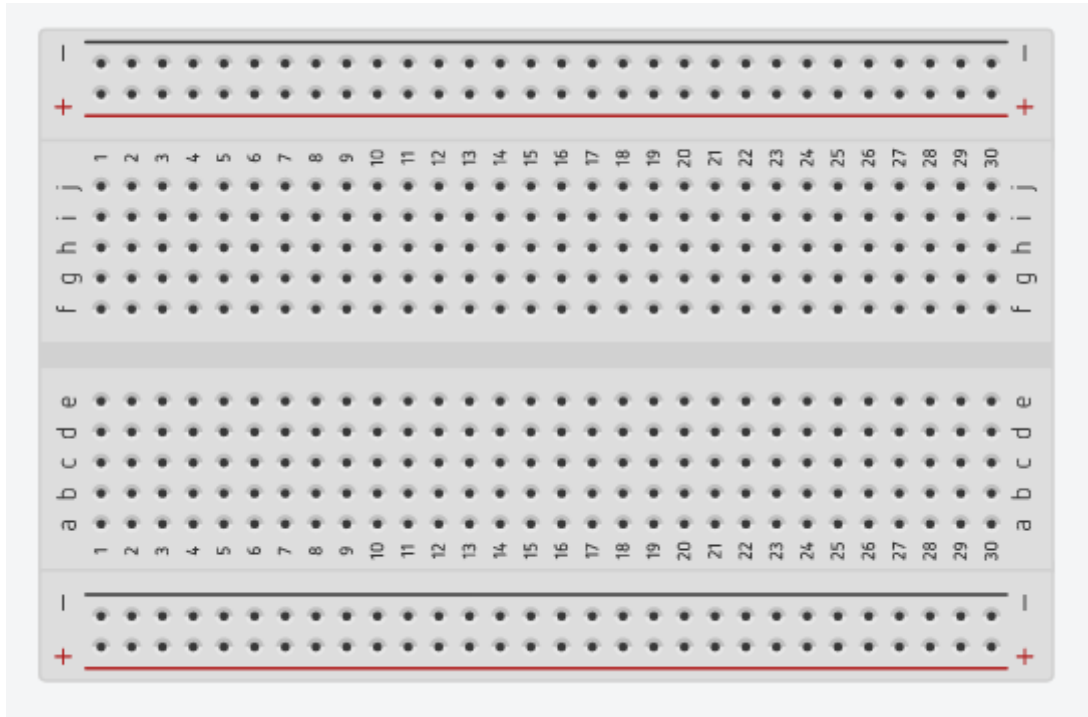 − −
+ +
1 2 3 4 5 6 7 8 9 10 11 12 13 14 15 16 17 18 19 20 21 22 23 24 25 26 27 28 29 30
j j
i i
h h
g g
f f
e e
d d
c c
b b
a a
1 2 3 4 5 6 7 8 9 10 11 12 13 14 15 16 17 18 19 20 21 22 23 24 25 26 27 28 29 30
− −
+ +